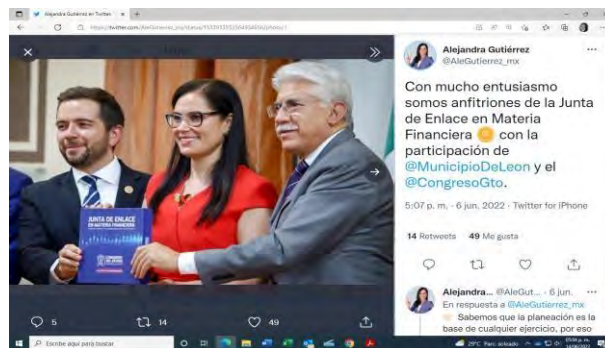 Alejandra Gutiérrez en Twitter
JUNTA DE ENLACE
EN MATERIA FINANCIERA
5
14
49
Alejandra Gutiérrez
@AleGutierrez_mx
Con mucho entusiasmo
somos anfitriones de la Junta
de Enlace en Materia
Financiera con la
participación de
@MunicipioDeLeon y el
@CongresoGto.
5:07 p. m. · 6 jun. 2022 · Twitter for iPhone
14 Retweets 49 Me gusta
Alejandra... @AleGut... · 6 jun.
En respuesta a @AleGutierrez_mx
Sabemos que la planeación es la
base de cualquier ejercicio, por eso
Escribe aquí para buscar
29°C Parc. soleado